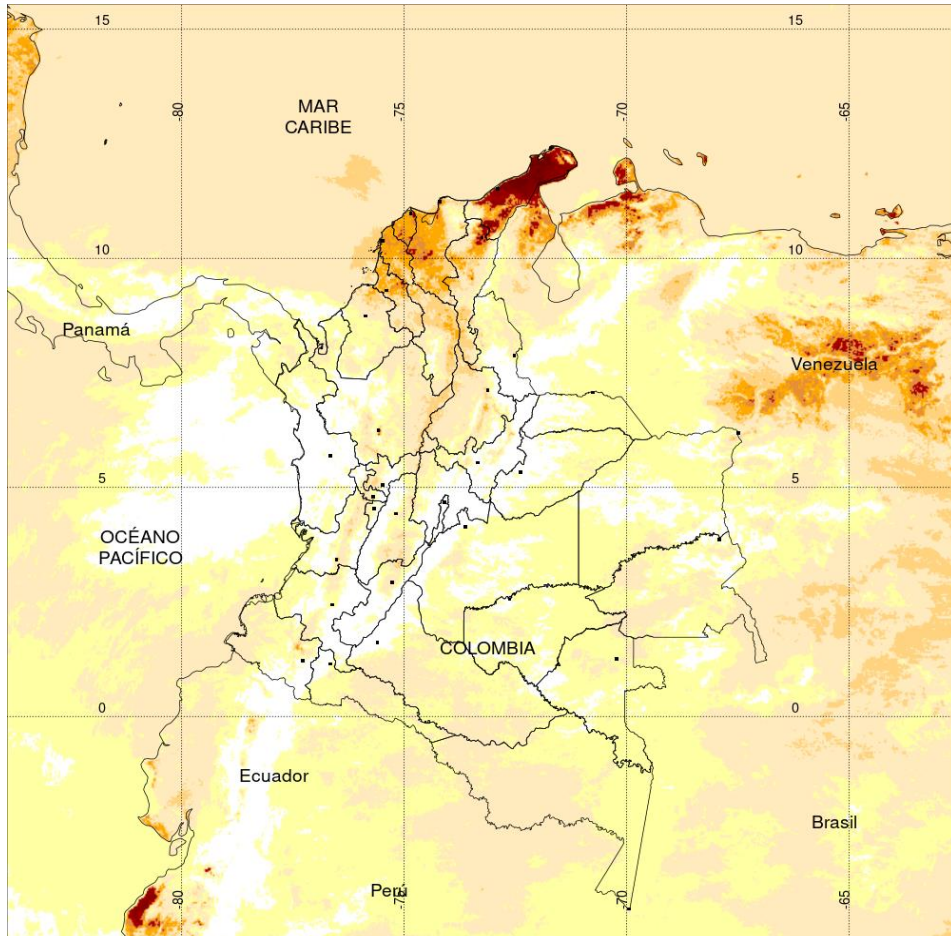 15
15
-80
-75
-70
-65
MAR
CARIBE
10
10
Panamá
Venezuela
5
5
OCÉANO
PACÍFICO
COLOMBIA
0
0
Ecuador
Brasil
Perú
-80
-75
-70
-65